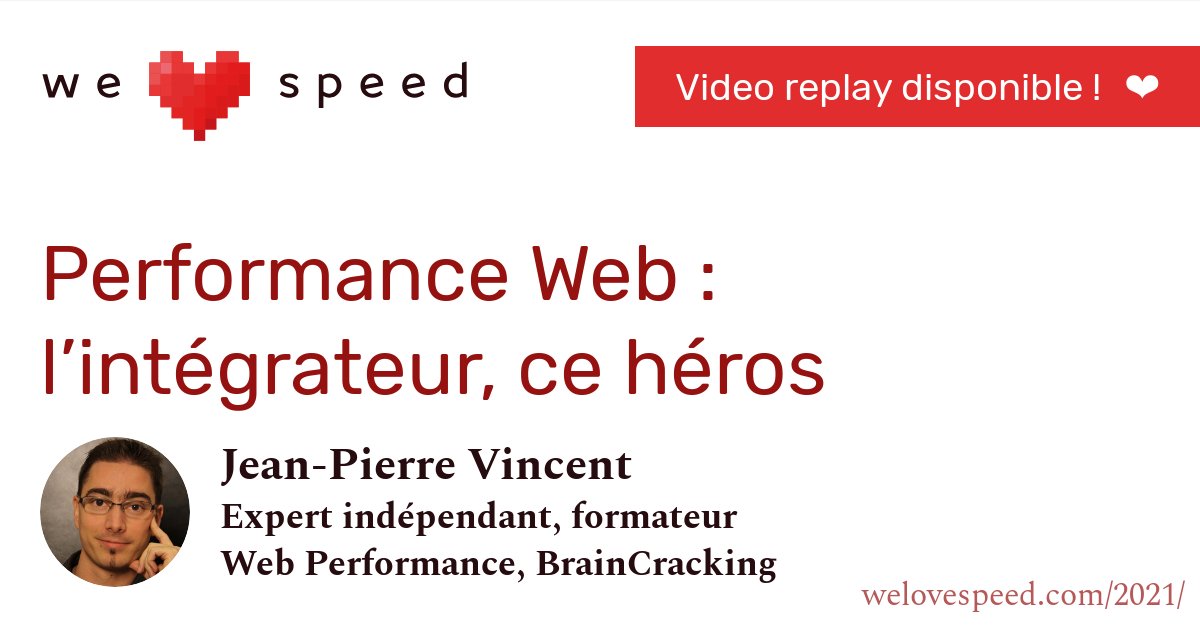 we speed
Video replay disponible ! ❤
Performance Web :
l’intégrateur, ce héros
Jean-Pierre Vincent
Expert indépendant, formateur
Web Performance, BrainCracking
welovespeed.com/2021/